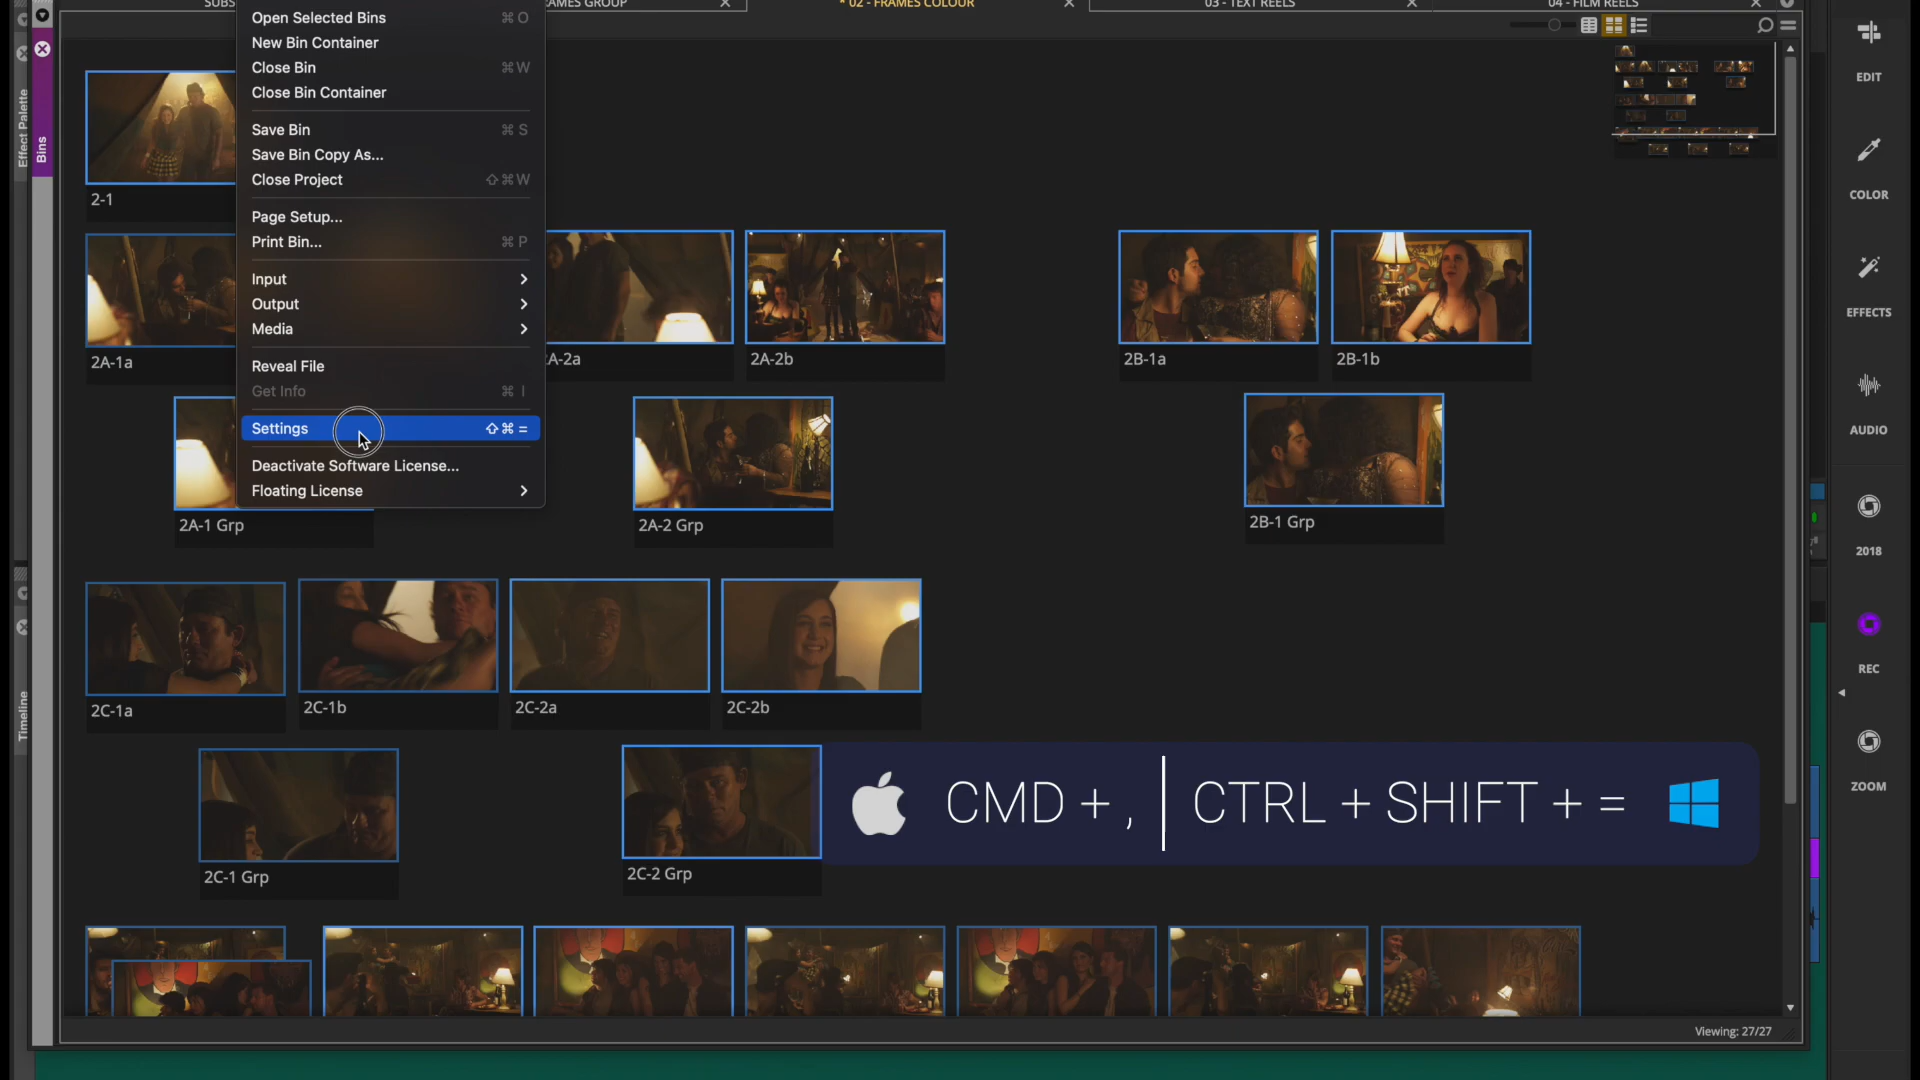 SUBS
AMES GROUP
* 02 - FRAMES COLOUR
03 - TEXT REELS
04 - FILM REELS
Open Selected Bins ⌘ O
New Bin Container
Close Bin ⌘ W
Close Bin Container
Save Bin ⌘ S
Save Bin Copy As...
Close Project ⇧ ⌘ W
Page Setup...
Print Bin... ⌘ P
Input
Output
Media
Reveal File
Get Info ⌘ I
Settings ⇧ ⌘ =
Deactivate Software License...
Floating License
Effect Palette
Bins
Timeline
2-1
2A-1a
A-2a
2A-2b
2B-1a
2B-1b
2A-1 Grp
2A-2 Grp
2B-1 Grp
2C-1a
2C-1b
2C-2a
2C-2b
2C-1 Grp
2C-2 Grp
CMD + , | CTRL + SHIFT + =
Viewing: 27/27
EDIT
COLOR
EFFECTS
AUDIO
2018
REC
ZOOM